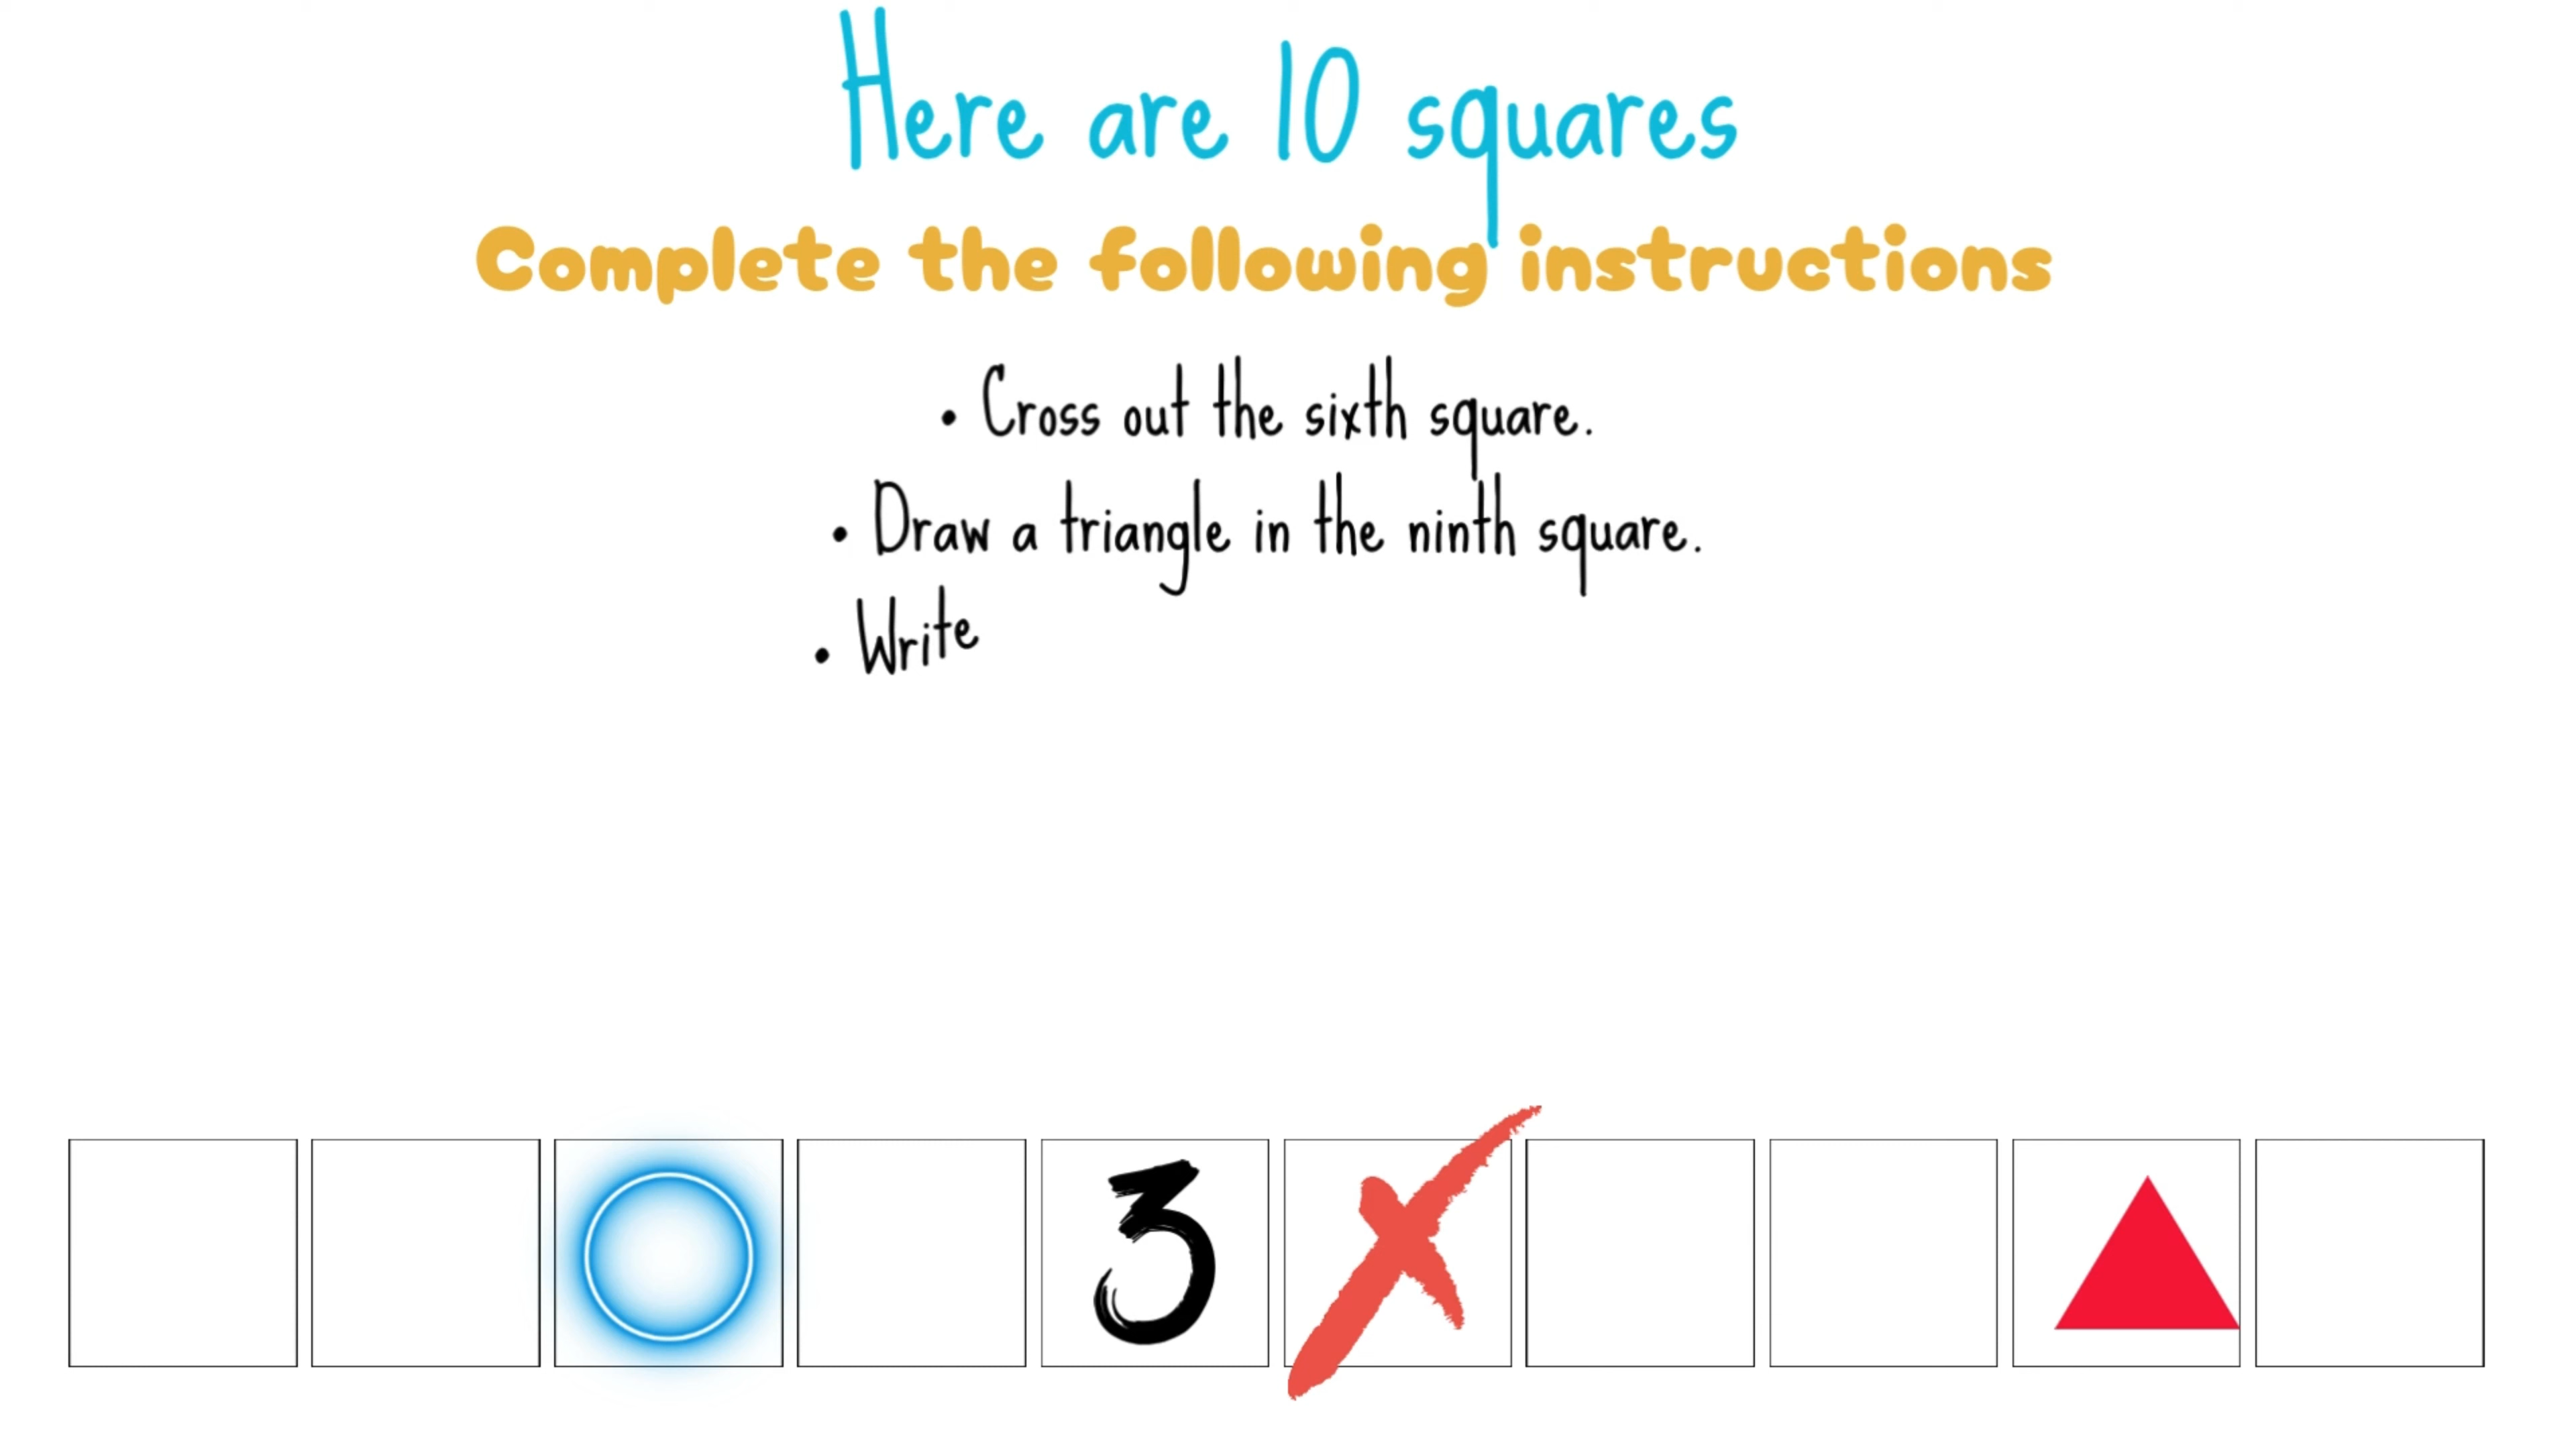 Here are 10 squares
Complete the following instructions
• Cross out the sixth square.
• Draw a triangle in the ninth square.
• Write
3